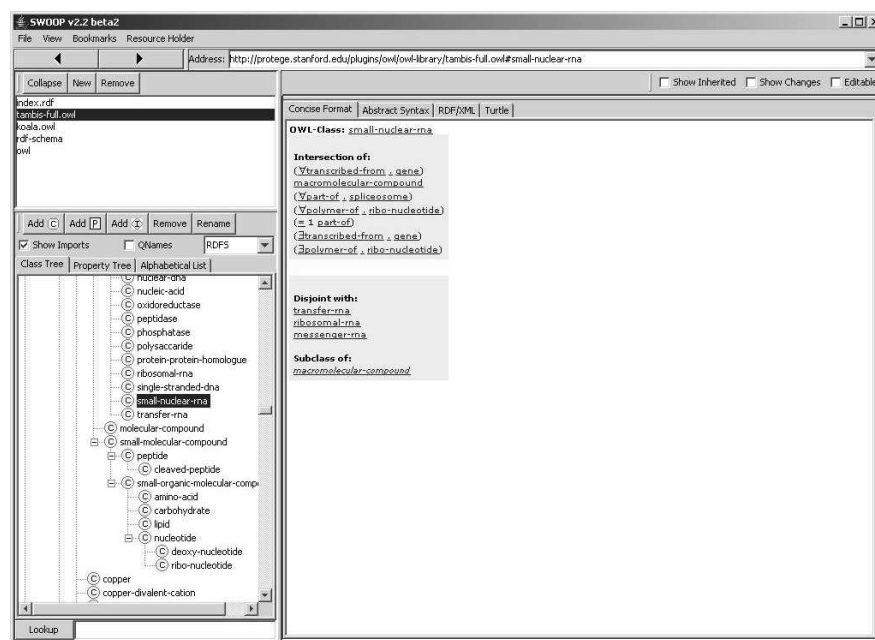 SWOOP v2.2 beta2
File View Bookmarks Resource Holder
Address: http://protege.stanford.edu/plugins/owl/owl-library/tambis-full.owl#small-nuclear-rna
Collapse New Remove
Show Inherited Show Changes Editable
index.rdf
tambis-full.owl
koala.owl
rdf-schema
owl
Add C Add P Add I Remove Rename
Show Imports QNames RDFS
Class Tree Property Tree Alphabetical List
nuclear-dna
C nucleic-acid
C oxidoreductase
C peptidase
C phosphatase
C polysaccaride
C protein-protein-homologue
C ribosomal-rna
C single-stranded-dna
C small-nuclear-rna
C transfer-rna
C molecular-compound
C small-molecular-compound
C peptide
C cleaved-peptide
C small-organic-molecular-compo
C amino-acid
C carbohydrate
C lipid
C nucleotide
C deoxy-nucleotide
C ribo-nucleotide
C copper
C copper-divalent-cation
Lookup
Concise Format Abstract Syntax RDF/XML Turtle
OWL-Class: small-nuclear-rna
Intersection of:
(∀transcribed-from . gene)
macromolecular-compound
(∀part-of . spliceosome)
(∀polymer-of . ribo-nucleotide)
(= 1 part-of)
(∃transcribed-from . gene)
(∃polymer-of . ribo-nucleotide)
Disjoint with:
transfer-rna
ribosomal-rna
messenger-rna
Subclass of:
macromolecular-compound